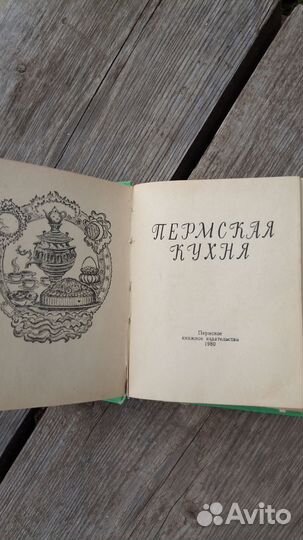 ПЕРМСКАЯ
КУХНЯ
Пермское
книжное издательство
1980
Avito